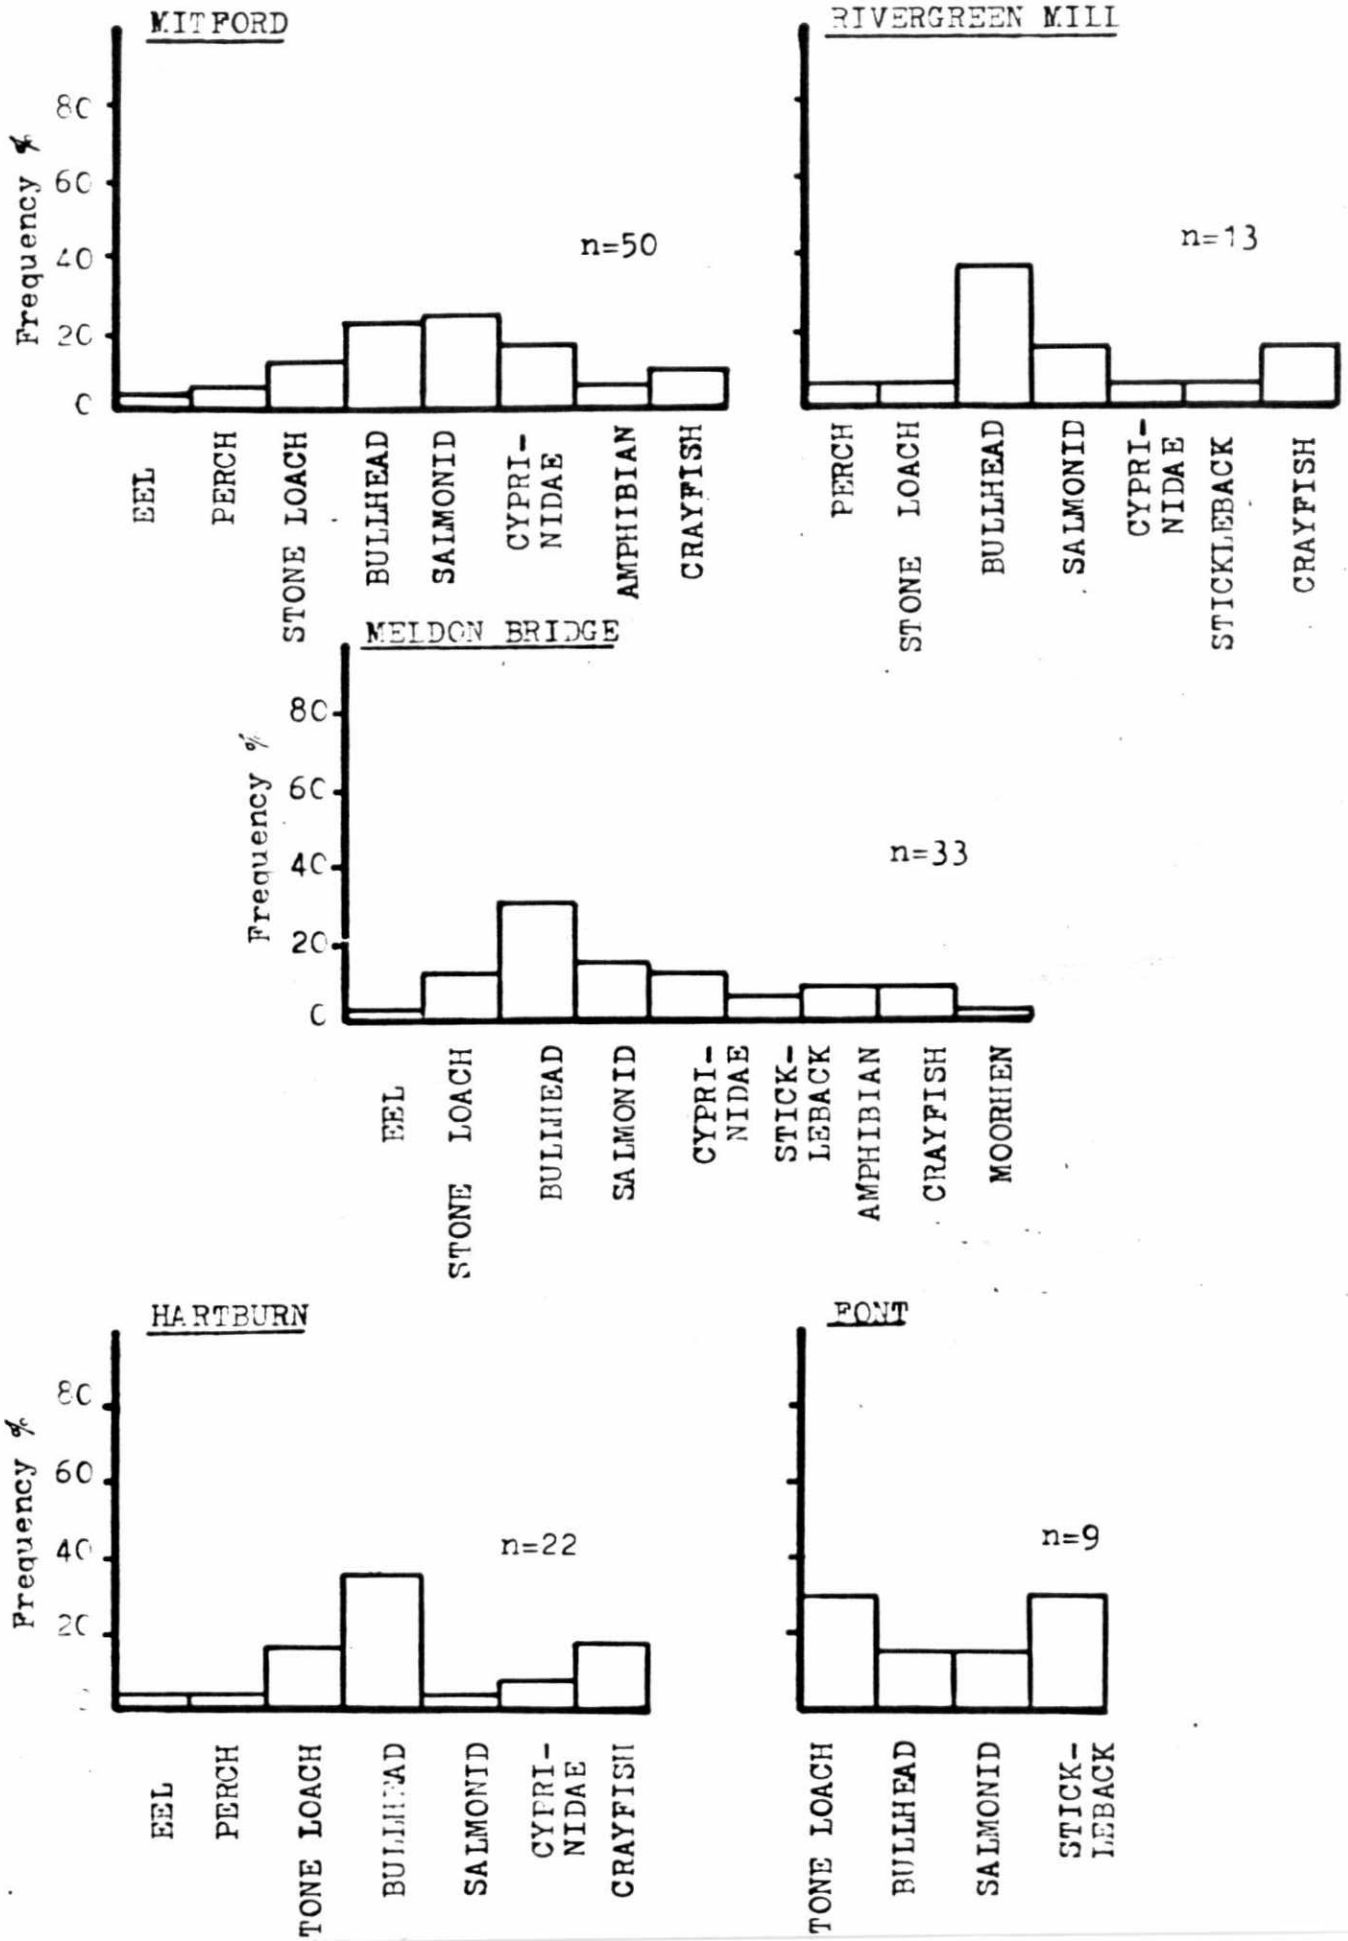 MITFORD
Frequency %
80
60
40
20
0
n=50
EEL
PERCH
STONE LOACH
BULLHEAD
SALMONID
CYPRI-
NIDAE
AMPHIBIAN
CRAYFISH
RIVERGREEN MILL
n=13
PERCH
STONE LOACH
BULLHEAD
SALMONID
CYPRI-
NIDAE
STICKLEBACK
CRAYFISH
MELDON BRIDGE
Frequency %
80
60
40
20
0
n=33
EEL
STONE LOACH
BULLHEAD
SALMONID
CYPRI-
NIDAE
STICK-
LEBACK
AMPHIBIAN
CRAYFISH
MOORHEN
HARTBURN
Frequency %
80
60
40
20
n=22
EEL
PERCH
TONE LOACH
BULLHEAD
SALMONID
CYPRI-
NIDAE
CRAYFISH
FONT
n=9
TONE LOACH
BULLHEAD
SALMONID
STICK-
LEBACK